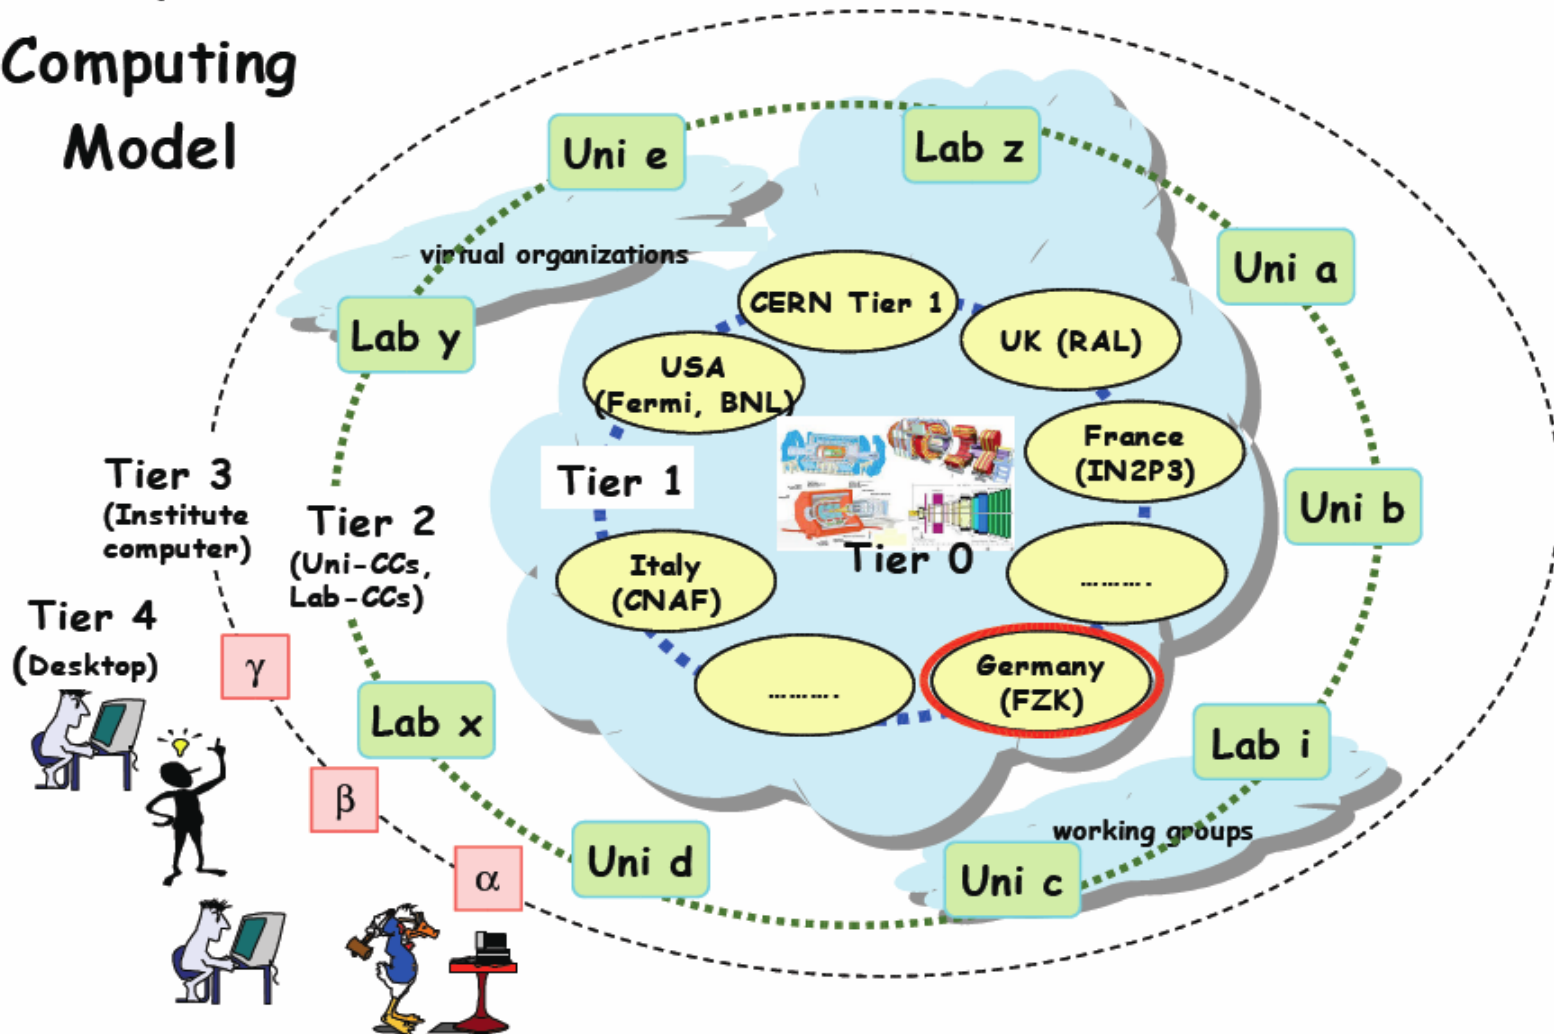 Computing
Model
Uni e
Lab z
virtual organizations
Uni a
CERN Tier 1
Lab y
UK (RAL)
USA
(Fermi, BNL)
France
(IN2P3)
Tier 1
Tier 3
(Institute
computer)
Tier 2
(Uni-CCs,
Lab-CCs)
Uni b
Tier 0
Italy
(CNAF)
……….
Tier 4
(Desktop)
γ
……….
Germany
(FZK)
Lab x
Lab i
β
working groups
Uni d
α
Uni c